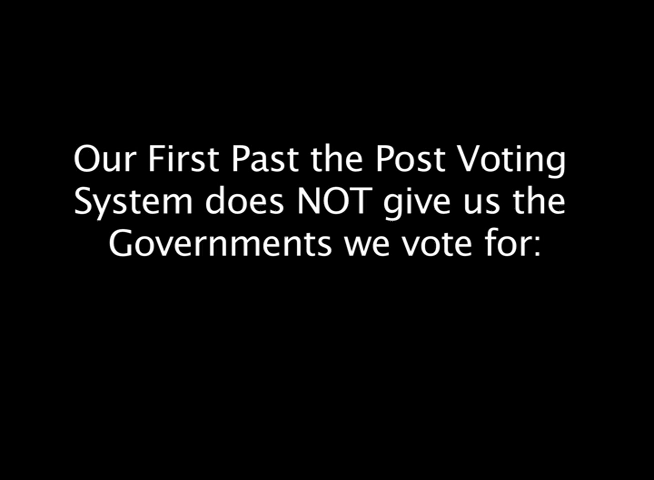 Our First Past the Post Voting
System does NOT give us the
Governments we vote for: